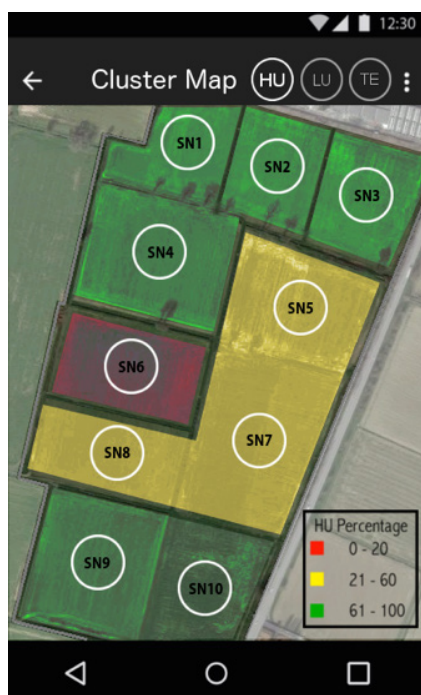 12:30
Cluster Map HU LU TE
SN1
SN2
SN3
SN4
SN5
SN6
SN7
SN8
SN9
SN10
HU Percentage
0 - 20
21 - 60
61 - 100